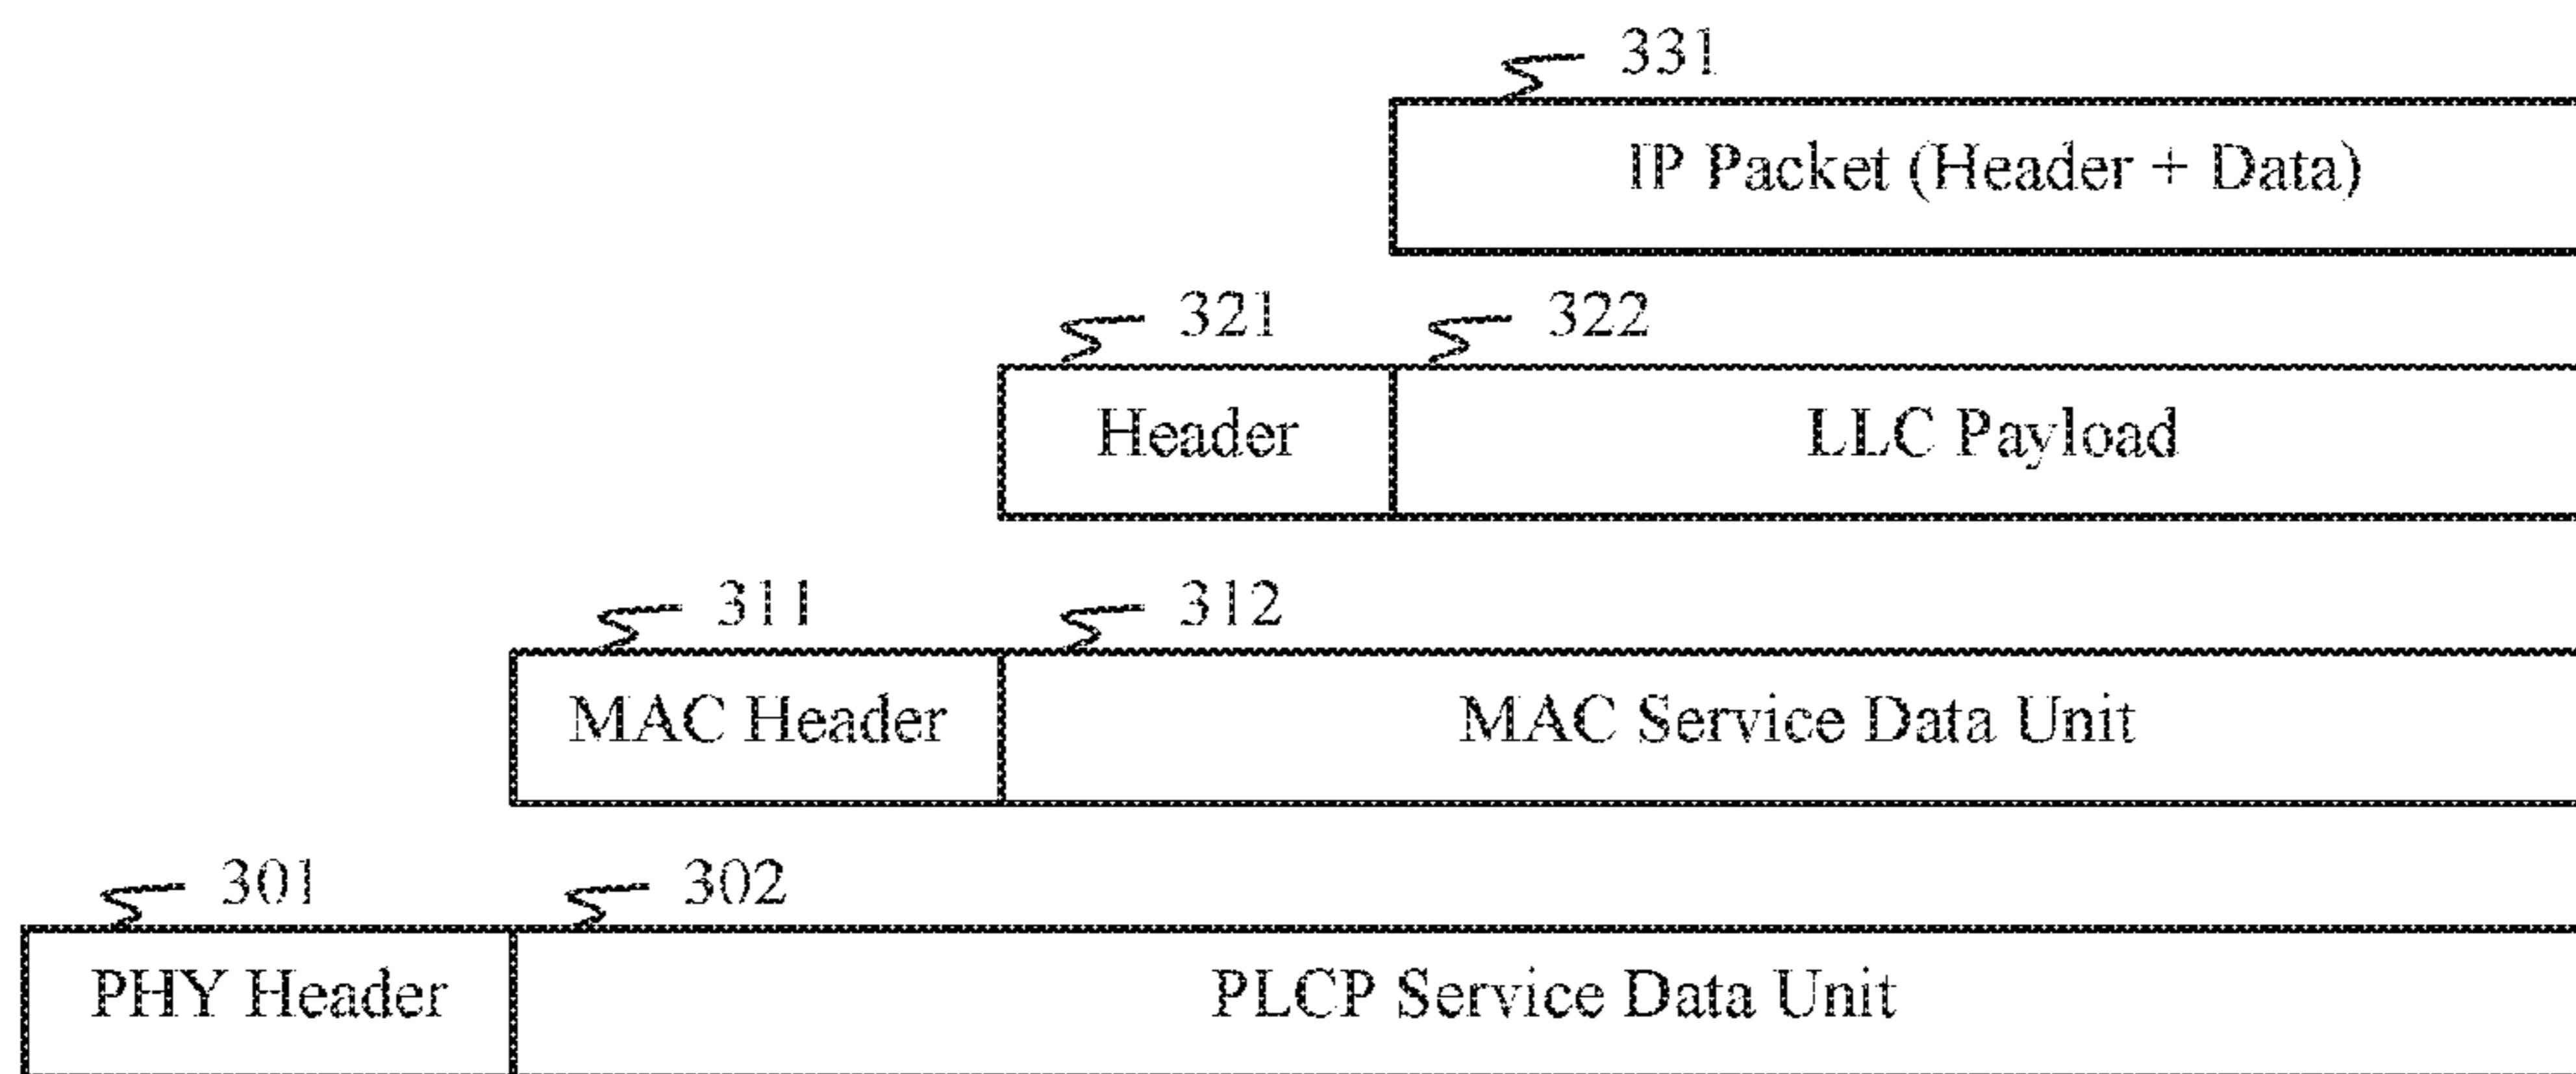 331
IP Packet (Header + Data)
321 322
Header LLC Payload
311 312
MAC Header MAC Service Data Unit
301 302
PHY Header PLCP Service Data Unit